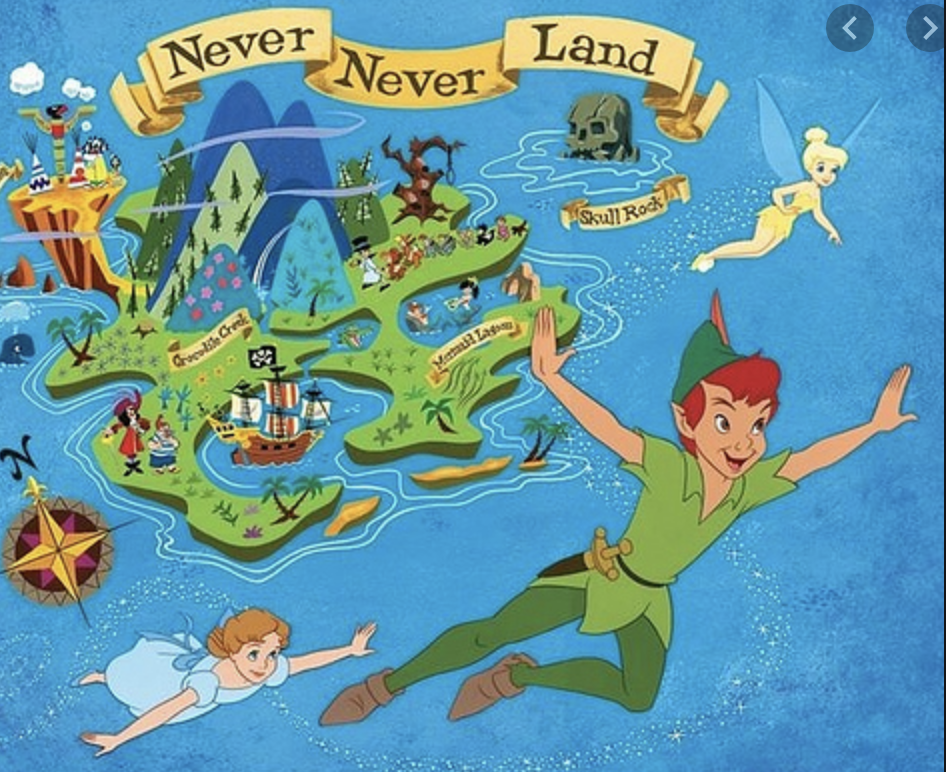 Never Never Land
Skull Rock
Crocodile Creek
Mermaid Lagoon
N